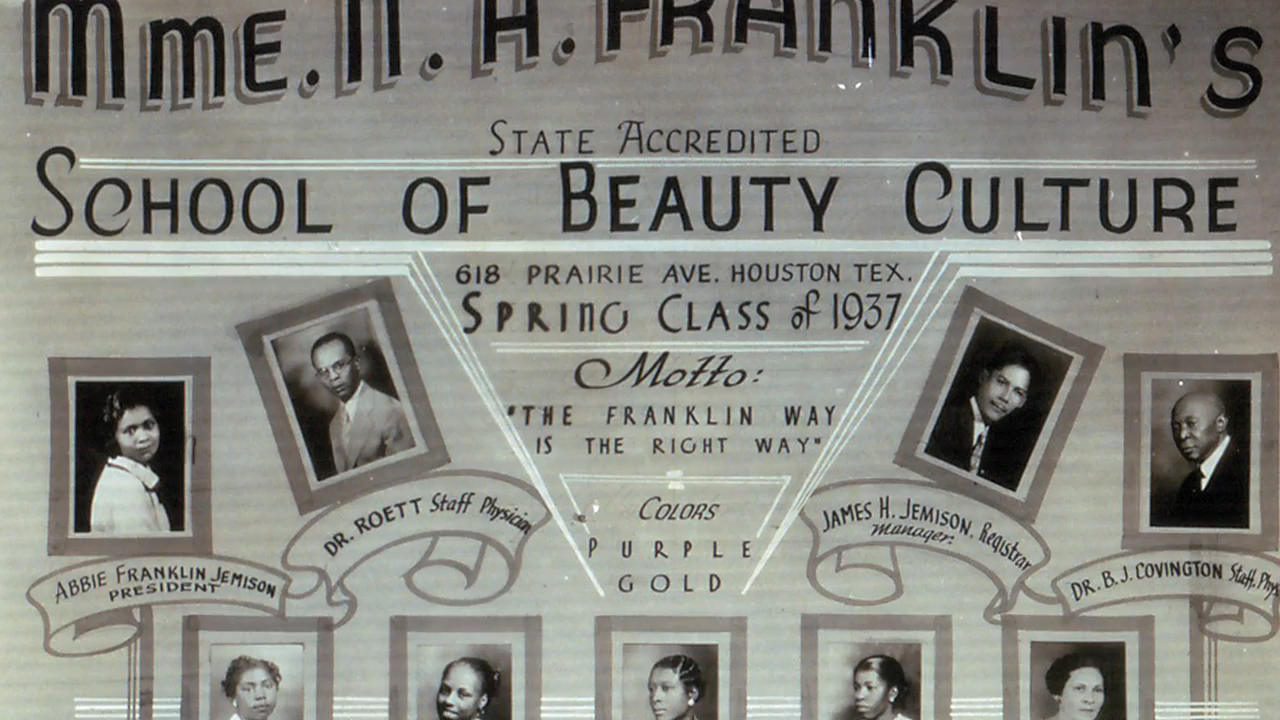 Mme. N. A. FRANKLIN's
STATE ACCREDITED
SCHOOL OF BEAUTY CULTURE
618 PRAIRIE AVE. HOUSTON TEX.
SPRING CLASS of 1937
Motto:
"THE FRANKLIN WAY
IS THE RIGHT WAY"
COLORS
PURPLE
GOLD
ABBIE FRANKLIN JEMISON
PRESIDENT
DR. ROETT Staff Physician
JAMES H. JEMISON, Registrar
manager.
DR. B. J. COVINGTON Staff. Phys